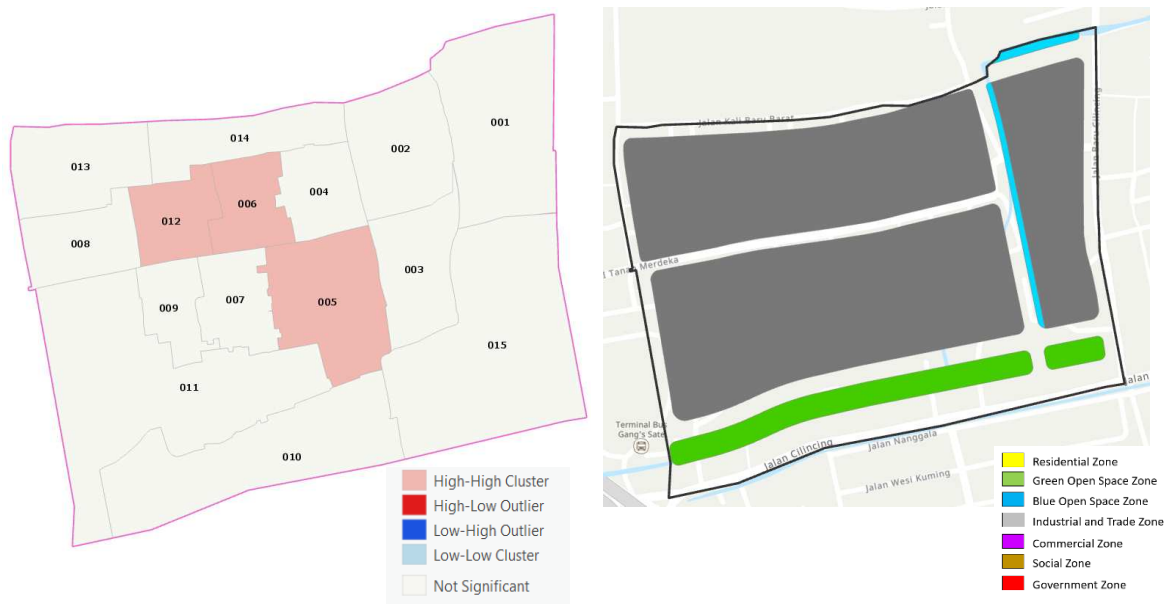 001
002
014
013
004
006
012
008
003
005
007
009
015
011
010
High-High Cluster
High-Low Outlier
Low-High Outlier
Low-Low Cluster
Not Significant
Jalan Kali Baru Barat
Jalan Baru Cilincing
d Tanah Merdeka
Jalan
Terminal Bus
Gang's Sate
Jalan Cilincing
Jalan Nanggala
Jalan Wesi Kuming
Residential Zone
Green Open Space Zone
Blue Open Space Zone
Industrial and Trade Zone
Commercial Zone
Social Zone
Government Zone